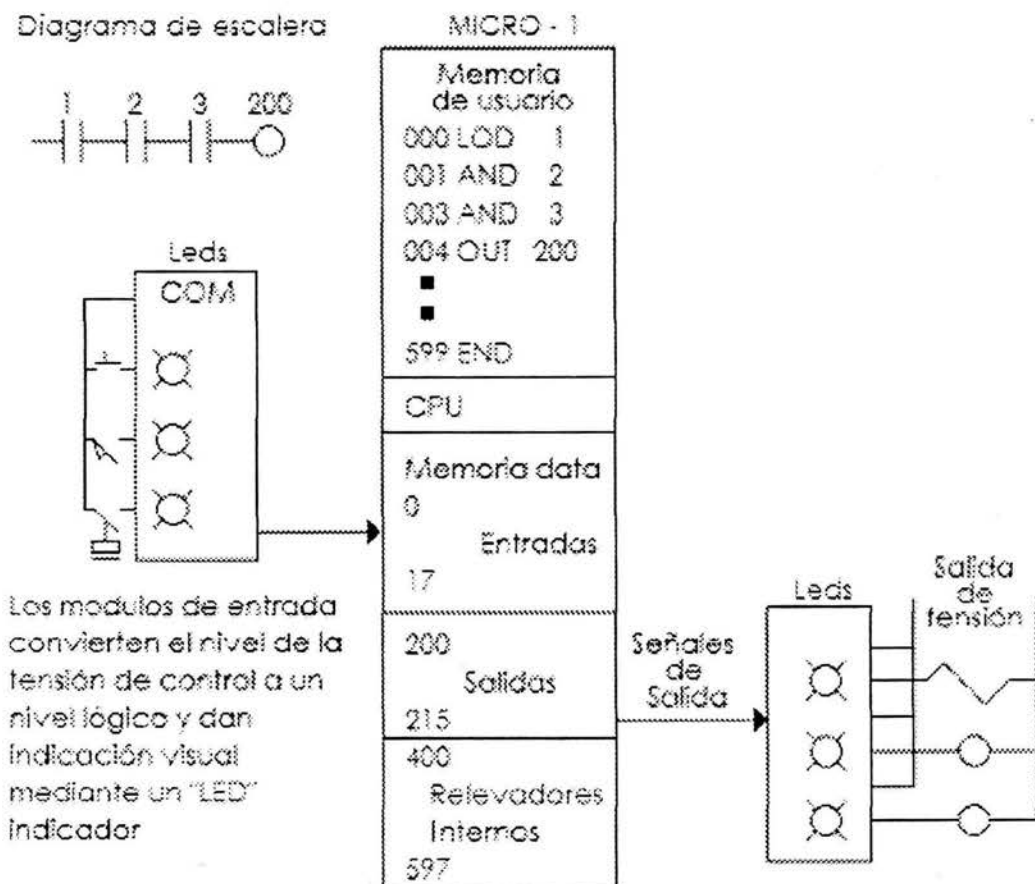 Diagrama de escalera
1 2 3 200
Leds
COM
Los modulos de entrada
convierten el nivel de la
tensión de control a un
nivel lógico y dan
indicación visual
mediante un "LED"
indicador
MICRO - 1
Memoria
de usuario
000 LOD 1
001 AND 2
003 AND 3
004 OUT 200
599 END
CPU
Memoria data
0
Entradas
17
200
Salidas
215
400
Relevadores
Internos
597
Señales
de
Salida
Leds
Salida
de
tensión